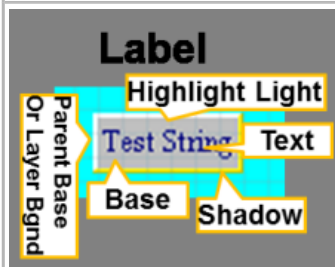 Label
Highlight Light
Parent Base
Or Layer Bgnd
Test String
Text
Base
Shadow